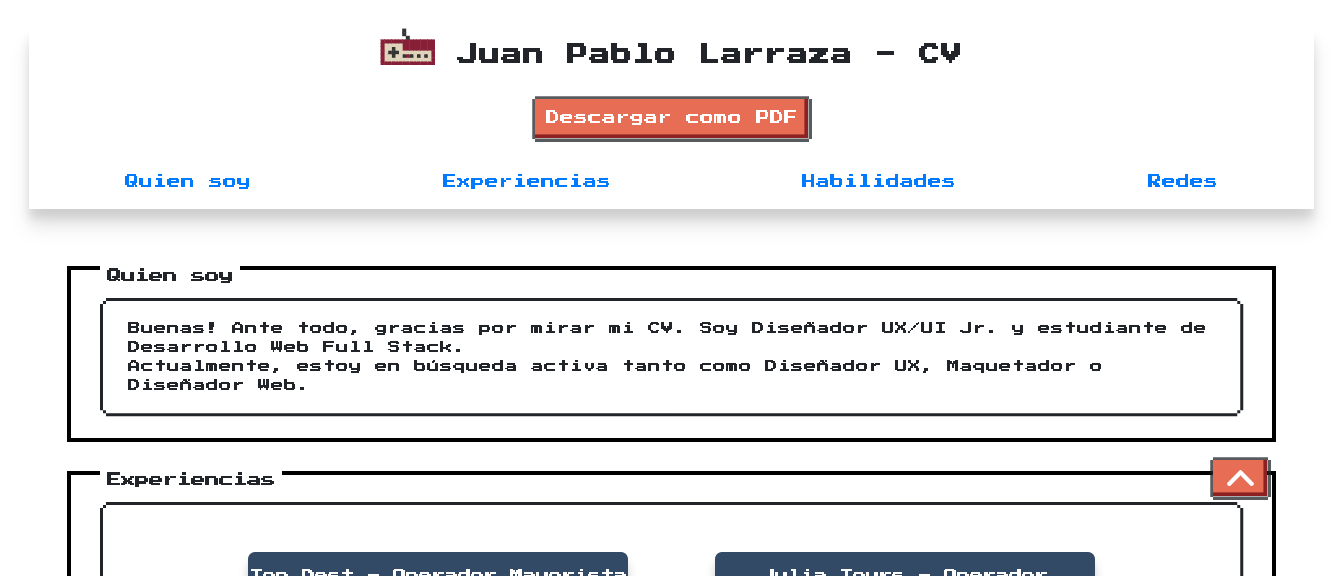 Juan Pablo Larraza - CV
Descargar como PDF
Quien soy
Experiencias
Habilidades
Redes
Quien soy
Buenas! Ante todo, gracias por mirar mi CV. Soy Diseñador UX/UI Jr. y estudiante de
Desarrollo Web Full Stack.
Actualmente, estoy en búsqueda activa tanto como Diseñador UX, Maquetador o
Diseñador Web.
Experiencias
Top Dest - Operador Mayorista
Julia Tours - Operador